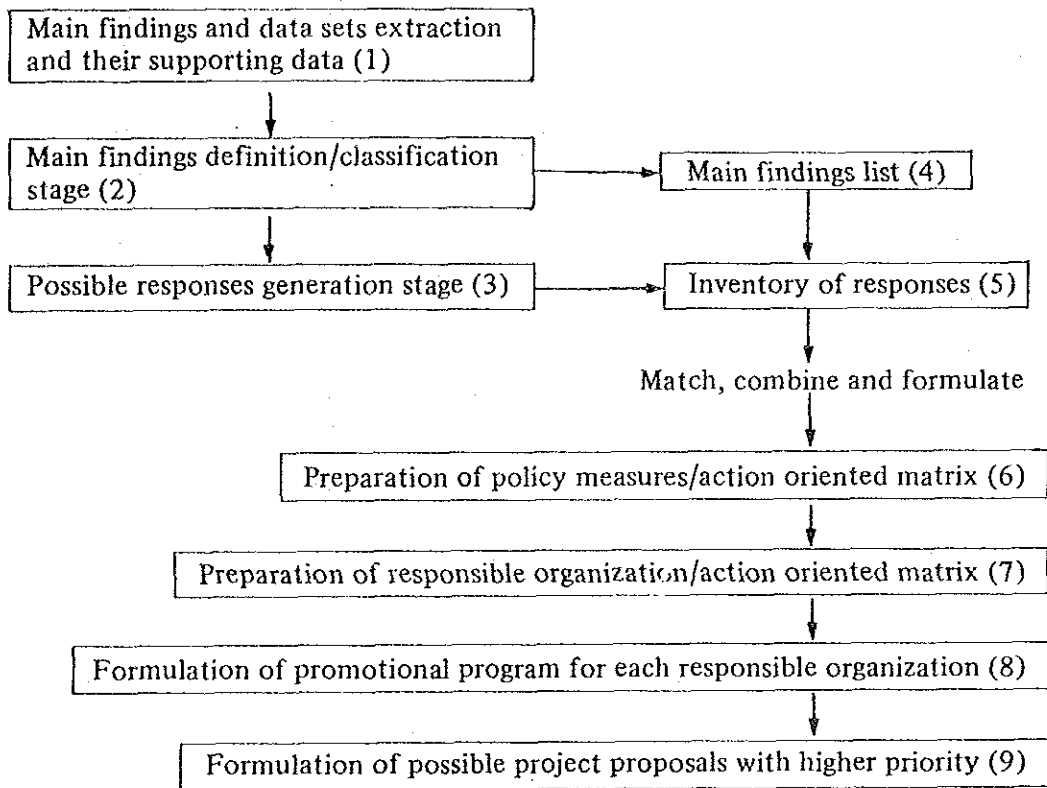 Main findings and data sets extraction
and their supporting data (1)
Main findings definition/classification
stage (2)
Main findings list (4)
Possible responses generation stage (3)
Inventory of responses (5)
Match, combine and formulate
Preparation of policy measures/action oriented matrix (6)
Preparation of responsible organization/action oriented matrix (7)
Formulation of promotional program for each responsible organization (8)
Formulation of possible project proposals with higher priority (9)